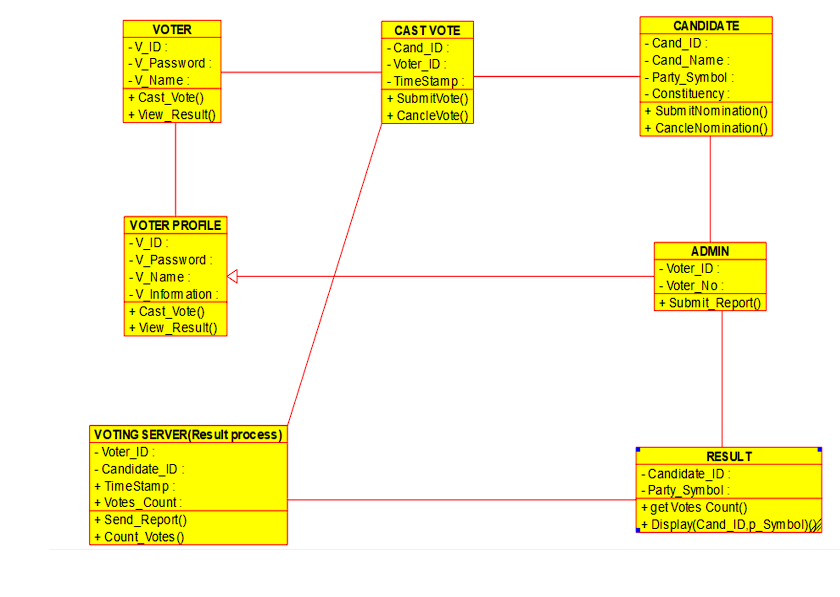 VOTER
- V_ID :
- V_Password :
- V_Name :
+ Cast_Vote()
+ View_Result()
CAST VOTE
- Cand_ID :
- Voter_ID :
- TimeStamp :
+ SubmitVote()
+ CancleVote()
CANDIDATE
- Cand_ID :
- Cand_Name :
- Party_Symbol :
- Constituency :
+ SubmitNomination()
+ CancleNomination()
VOTER PROFILE
- V_ID :
- V_Password :
- V_Name :
- V_Information :
+ Cast_Vote()
+ View_Result()
ADMIN
- Voter_ID :
- Voter_No :
+ Submit_Report()
VOTING SERVER(Result process)
- Voter_ID :
- Candidate_ID :
+ TimeStamp :
+ Votes_Count :
+ Send_Report()
+ Count_Votes()
RESULT
- Candidate_ID :
- Party_Symbol :
+ get Votes Count()
+ Display(Cand_ID,p_Symbol)()